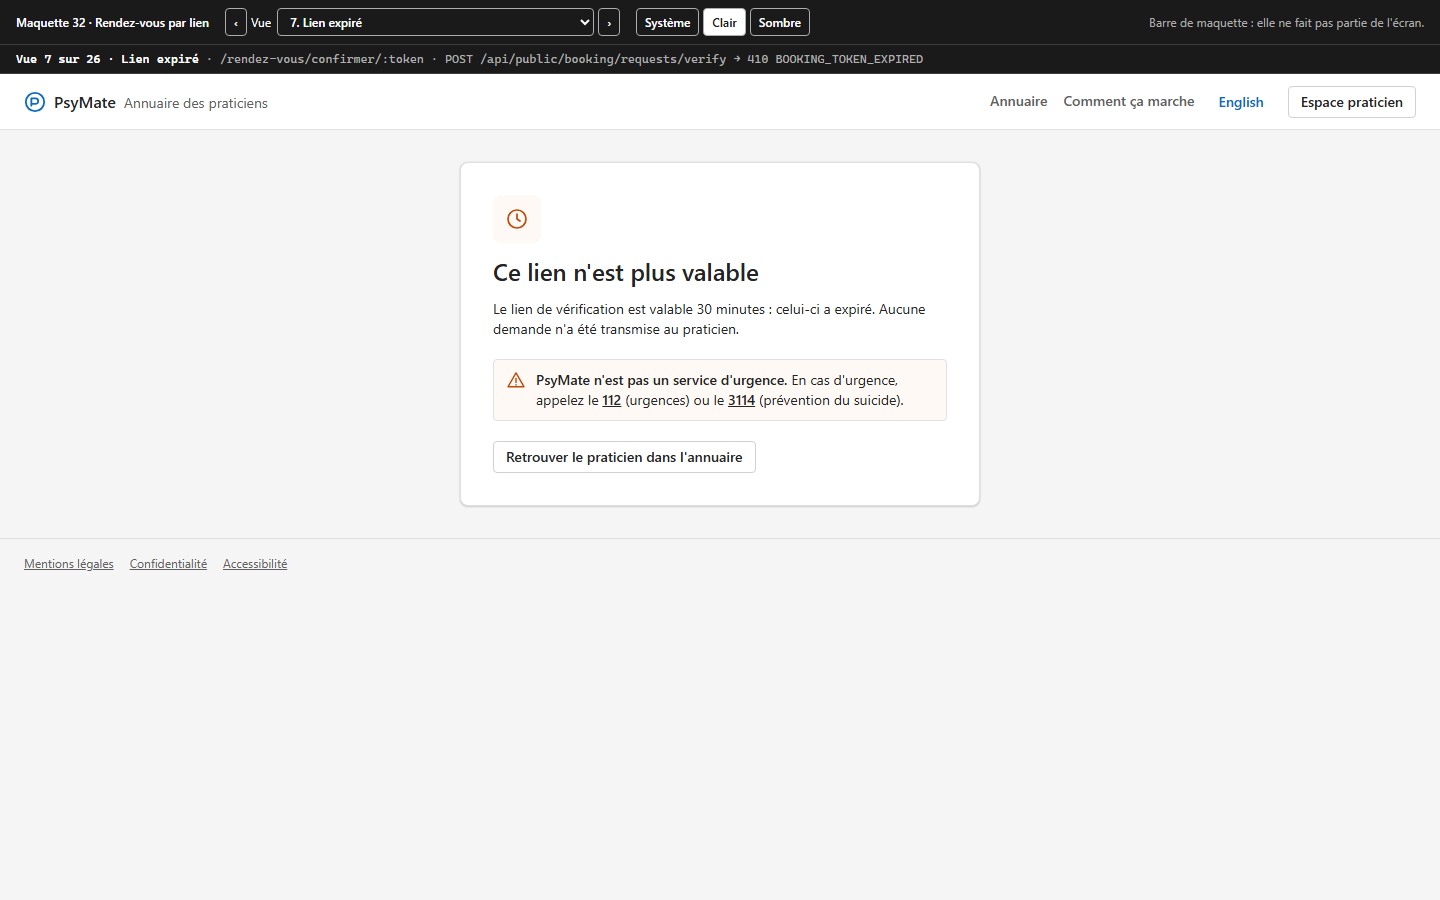 Maquette 32 · Rendez-vous par lien ‹ Vue 7. Lien expiré › Système Clair Sombre Barre de maquette : elle ne fait pas partie de l'écran.
Vue 7 sur 26 · Lien expiré · /rendez-vous/confirmer/:token · POST /api/public/booking/requests/verify → 410 BOOKING_TOKEN_EXPIRED
PsyMate Annuaire des praticiens Annuaire Comment ça marche English Espace praticien
Ce lien n'est plus valable
Le lien de vérification est valable 30 minutes : celui-ci a expiré. Aucune
demande n'a été transmise au praticien.
PsyMate n'est pas un service d'urgence. En cas d'urgence,
appelez le 112 (urgences) ou le 3114 (prévention du suicide).
Retrouver le praticien dans l'annuaire
Mentions légales Confidentialité Accessibilité